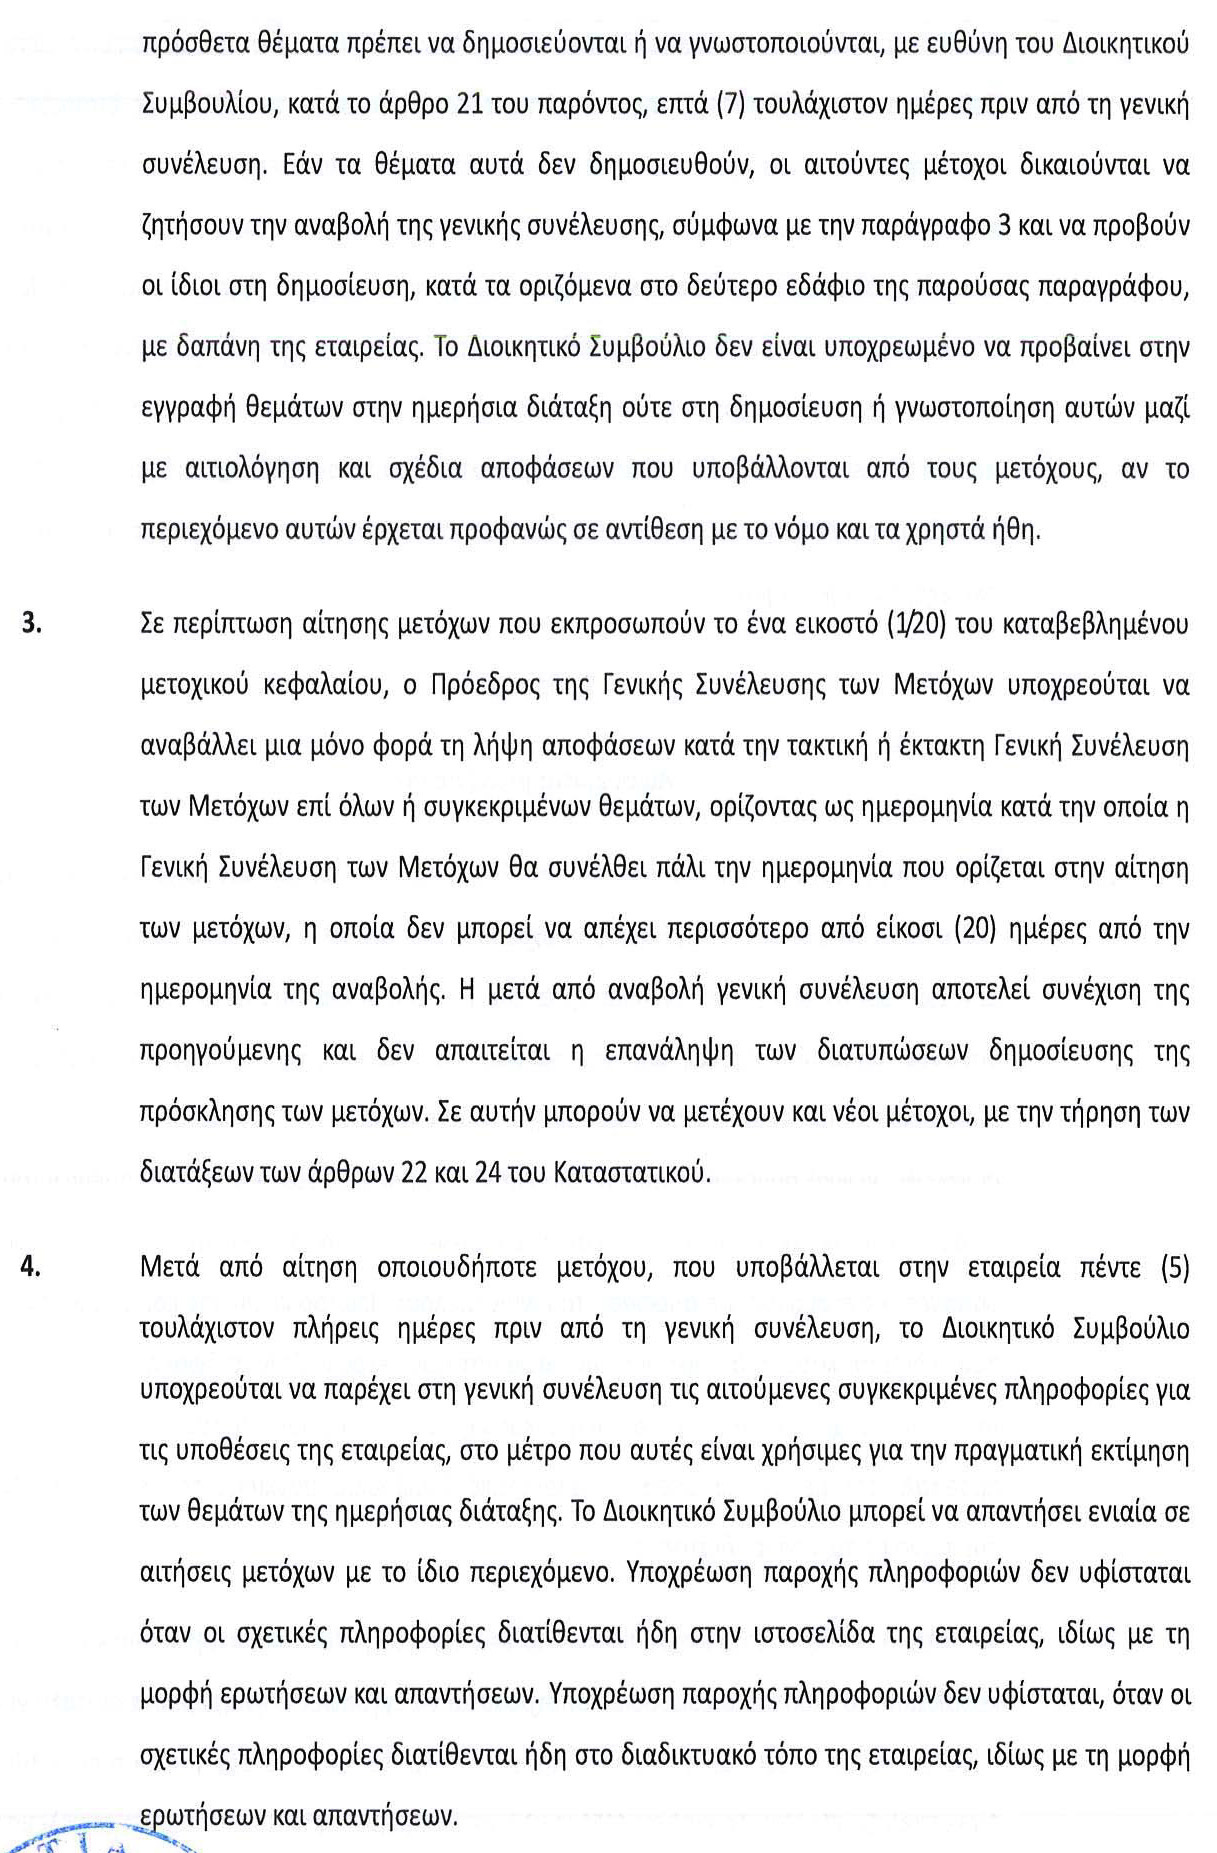 πρόσθετα θέματα πρέπει να δημοσιεύονται ή να γνωστοποιούνται, με ευθύνη του Διοικητικού
Συμβουλίου, κατά το άρθρο 21 του παρόντος, επτά (7) τουλάχιστον ημέρες πριν από τη γενική
συνέλευση. Εάν τα θέματα αυτά δεν δημοσιευθούν, οι αιτούντες μέτοχοι δικαιούνται να
ζητήσουν την αναβολή της γενικής συνέλευσης, σύμφωνα με την παράγραφο 3 και να προβούν
οι ίδιοι στη δημοσίευση, κατά τα οριζόμενα στο δεύτερο εδάφιο της παρούσας παραγράφου,
με δαπάνη της εταιρείας. Το Διοικητικό Συμβούλιο δεν είναι υποχρεωμένο να προβαίνει στην
εγγραφή θεμάτων στην ημερήσια διάταξη ούτε στη δημοσίευση ή γνωστοποίηση αυτών μαζί
με αιτιολόγηση και σχέδια αποφάσεων που υποβάλλονται από τους μετόχους, αν το
περιεχόμενο αυτών έρχεται προφανώς σε αντίθεση με το νόμο και τα χρηστά ήθη.
3. Σε περίπτωση αίτησης μετόχων που εκπροσωπούν το ένα εικοστό (1/20) του καταβεβλημένου
μετοχικού κεφαλαίου, ο Πρόεδρος της Γενικής Συνέλευσης των Μετόχων υποχρεούται να
αναβάλλει μια μόνο φορά τη λήψη αποφάσεων κατά την τακτική ή έκτακτη Γενική Συνέλευση
των Μετόχων επί όλων ή συγκεκριμένων θεμάτων, ορίζοντας ως ημερομηνία κατά την οποία η
Γενική Συνέλευση των Μετόχων θα συνέλθει πάλι την ημερομηνία που ορίζεται στην αίτηση
των μετόχων, η οποία δεν μπορεί να απέχει περισσότερο από είκοσι (20) ημέρες από την
ημερομηνία της αναβολής. Η μετά από αναβολή γενική συνέλευση αποτελεί συνέχιση της
προηγούμενης και δεν απαιτείται η επανάληψη των διατυπώσεων δημοσίευσης της
πρόσκλησης των μετόχων. Σε αυτήν μπορούν να μετέχουν και νέοι μέτοχοι, με την τήρηση των
διατάξεων των άρθρων 22 και 24 του Καταστατικού.
4. Μετά από αίτηση οποιουδήποτε μετόχου, που υποβάλλεται στην εταιρεία πέντε (5)
τουλάχιστον πλήρεις ημέρες πριν από τη γενική συνέλευση, το Διοικητικό Συμβούλιο
υποχρεούται να παρέχει στη γενική συνέλευση τις αιτούμενες συγκεκριμένες πληροφορίες για
τις υποθέσεις της εταιρείας, στο μέτρο που αυτές είναι χρήσιμες για την πραγματική εκτίμηση
των θεμάτων της ημερήσιας διάταξης. Το Διοικητικό Συμβούλιο μπορεί να απαντήσει ενιαία σε
αιτήσεις μετόχων με το ίδιο περιεχόμενο. Υποχρέωση παροχής πληροφοριών δεν υφίσταται
όταν οι σχετικές πληροφορίες διατίθενται ήδη στην ιστοσελίδα της εταιρείας, ιδίως με τη
μορφή ερωτήσεων και απαντήσεων. Υποχρέωση παροχής πληροφοριών δεν υφίσταται, όταν οι
σχετικές πληροφορίες διατίθενται ήδη στο διαδικτυακό τόπο της εταιρείας, ιδίως με τη μορφή
ερωτήσεων και απαντήσεων.